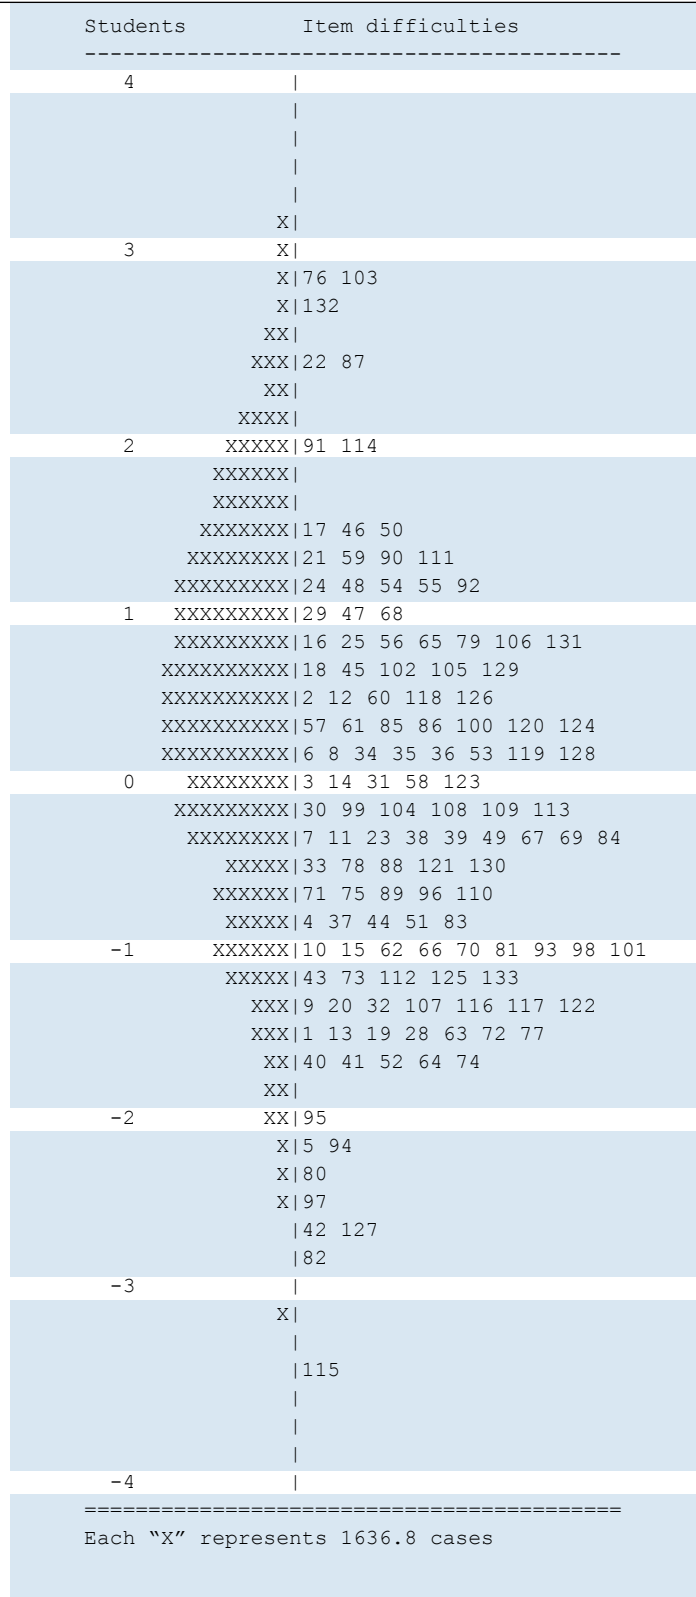 Students Item difficulties
------------------------------------------
4 |
|
|
|
|
X|
3 X|
X|76 103
X|132
XX|
XXX|22 87
XX|
XXXX|
2 XXXXX|91 114
XXXXXX|
XXXXXX|
XXXXXXX|17 46 50
XXXXXXXX|21 59 90 111
XXXXXXXXX|24 48 54 55 92
1 XXXXXXXXX|29 47 68
XXXXXXXXX|16 25 56 65 79 106 131
XXXXXXXXXX|18 45 102 105 129
XXXXXXXXXX|2 12 60 118 126
XXXXXXXXXX|57 61 85 86 100 120 124
XXXXXXXXXX|6 8 34 35 36 53 119 128
0 XXXXXXXX|3 14 31 58 123
XXXXXXXXX|30 99 104 108 109 113
XXXXXXXX|7 11 23 38 39 49 67 69 84
XXXXX|33 78 88 121 130
XXXXXX|71 75 89 96 110
XXXXX|4 37 44 51 83
-1 XXXXXX|10 15 62 66 70 81 93 98 101
XXXXX|43 73 112 125 133
XXX|9 20 32 107 116 117 122
XXX|1 13 19 28 63 72 77
XX|40 41 52 64 74
XX|
-2 XX|95
X|5 94
X|80
X|97
|42 127
|82
-3 |
X|
|
|115
|
|
|
-4 |
==========================================
Each “X” represents 1636.8 cases